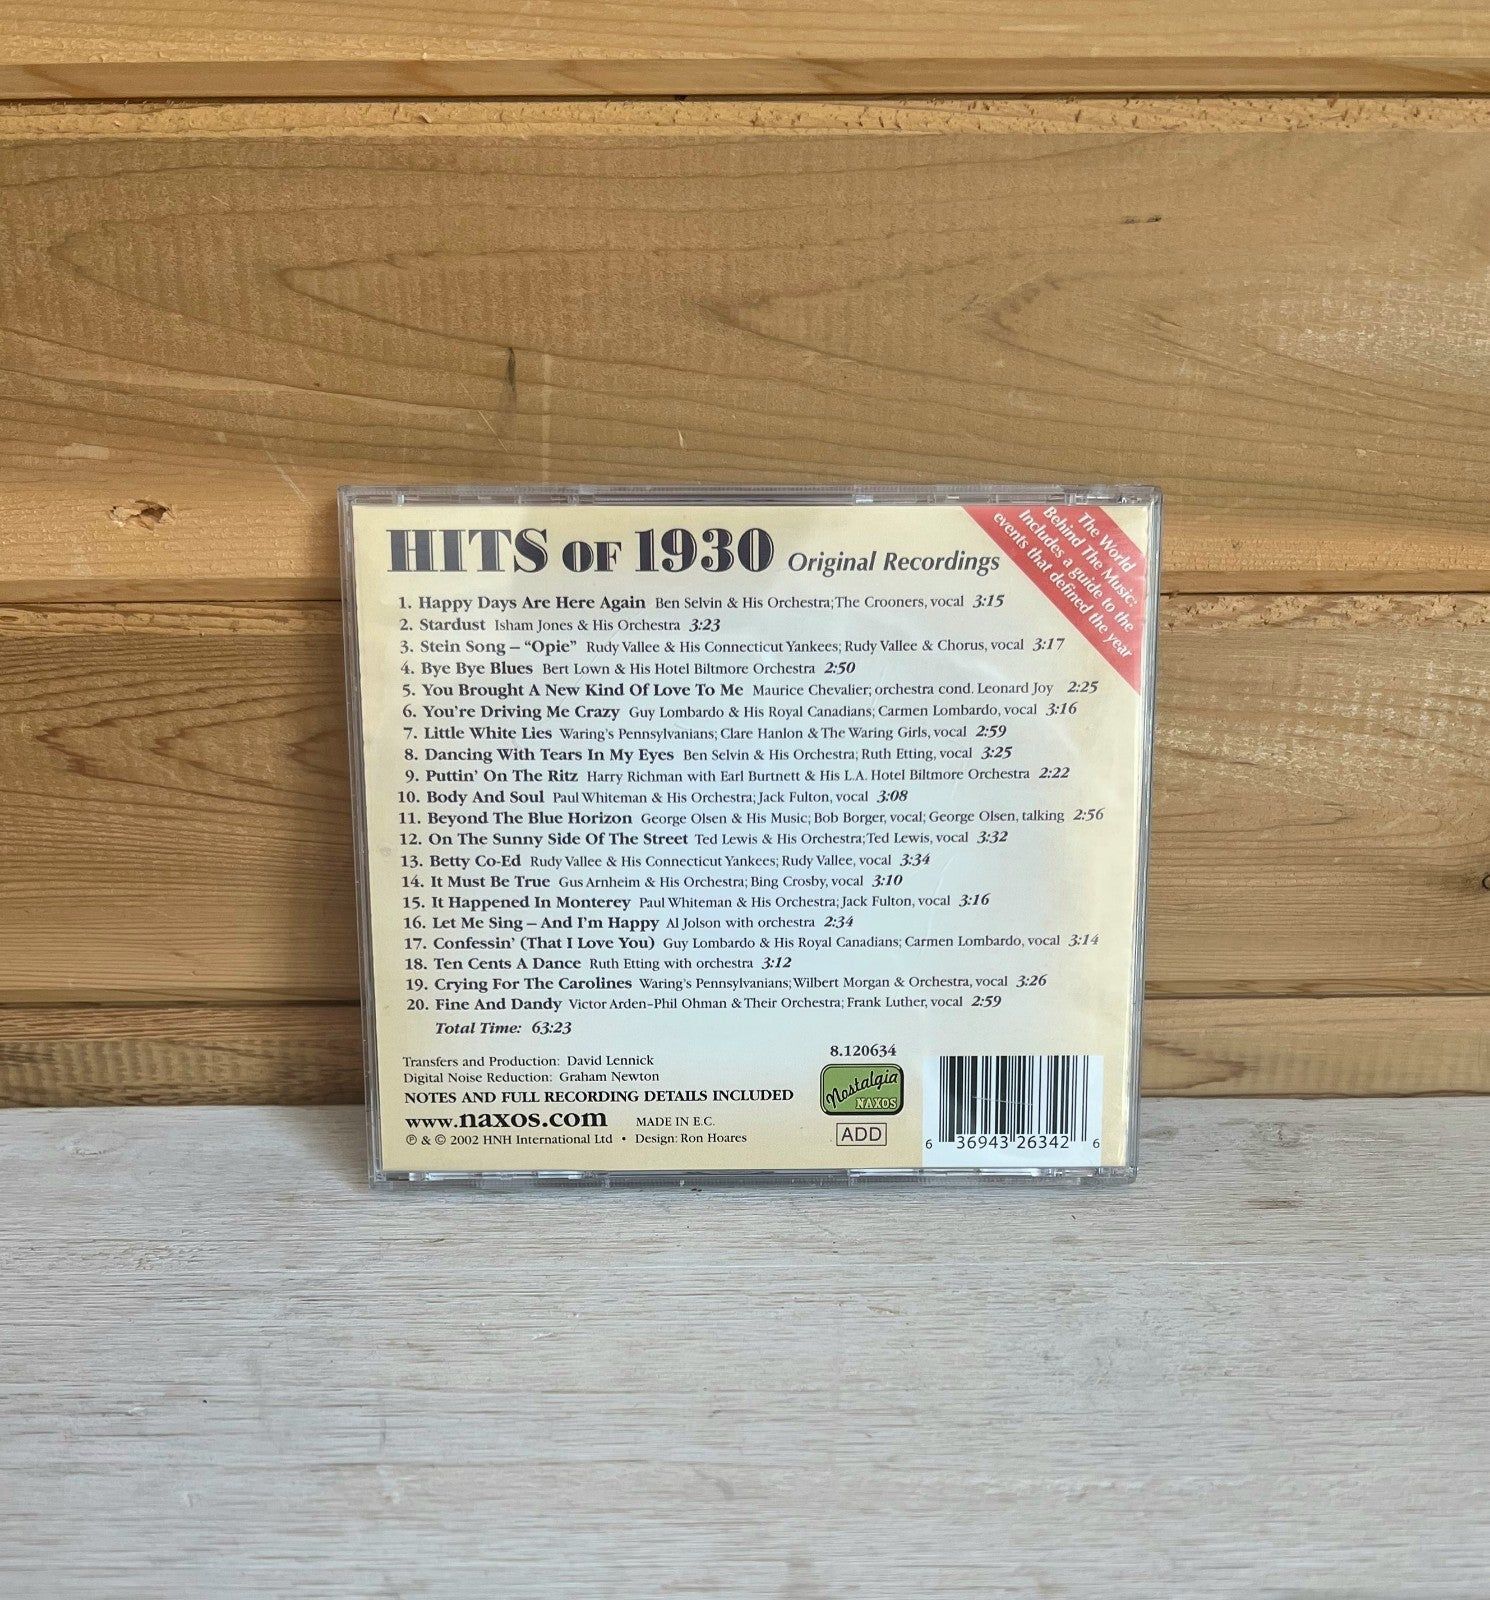 HITS OF 1930 Original Recordings
The World
Behind The Music:
Includes a guide to the
events that defined the year
1. Happy Days Are Here Again Ben Selvin & His Orchestra; The Crooners, vocal 3:15
2. Stardust Isham Jones & His Orchestra 3:23
3. Stein Song – "Opie" Rudy Vallee & His Connecticut Yankees; Rudy Vallee & Chorus, vocal 3:17
4. Bye Bye Blues Bert Lown & His Hotel Biltmore Orchestra 2:50
5. You Brought A New Kind Of Love To Me Maurice Chevalier; orchestra cond. Leonard Joy 2:25
6. You're Driving Me Crazy Guy Lombardo & His Royal Canadians; Carmen Lombardo, vocal 3:16
7. Little White Lies Waring's Pennsylvanians; Clare Hanlon & The Waring Girls, vocal 2:59
8. Dancing With Tears In My Eyes Ben Selvin & His Orchestra; Ruth Etting, vocal 3:25
9. Puttin' On The Ritz Harry Richman with Earl Burtnett & His L.A. Hotel Biltmore Orchestra 2:22
10. Body And Soul Paul Whiteman & His Orchestra; Jack Fulton, vocal 3:08
11. Beyond The Blue Horizon George Olsen & His Music; Bob Borger, vocal; George Olsen, talking 2:56
12. On The Sunny Side Of The Street Ted Lewis & His Orchestra; Ted Lewis, vocal 3:32
13. Betty Co-Ed Rudy Vallee & His Connecticut Yankees; Rudy Vallee, vocal 3:34
14. It Must Be True Gus Arnheim & His Orchestra; Bing Crosby, vocal 3:10
15. It Happened In Monterey Paul Whiteman & His Orchestra; Jack Fulton, vocal 3:16
16. Let Me Sing – And I'm Happy Al Jolson with orchestra 2:34
17. Confessin' (That I Love You) Guy Lombardo & His Royal Canadians; Carmen Lombardo, vocal 3:14
18. Ten Cents A Dance Ruth Etting with orchestra 3:12
19. Crying For The Carolines Waring's Pennsylvanians; Wilbert Morgan & Orchestra, vocal 3:26
20. Fine And Dandy Victor Arden–Phil Ohman & Their Orchestra; Frank Luther, vocal 2:59
Total Time: 63:23
Transfers and Production: David Lennick
Digital Noise Reduction: Graham Newton
NOTES AND FULL RECORDING DETAILS INCLUDED
www.naxos.com MADE IN E.C.
℗ & © 2002 HNH International Ltd • Design: Ron Hoares
8.120634
Nostalgia
NAXOS
ADD
6 36943 26342 6